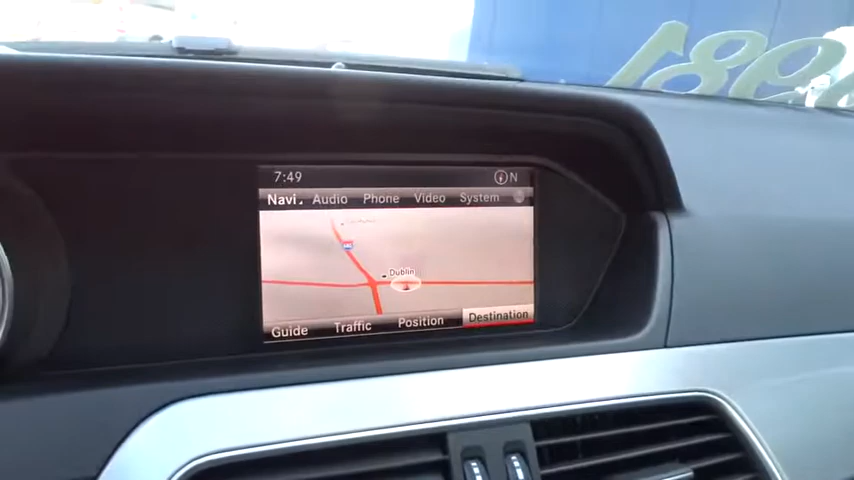 7:49 N
Navi Audio Phone Video System
Dublin
Guide Traffic Position Destination